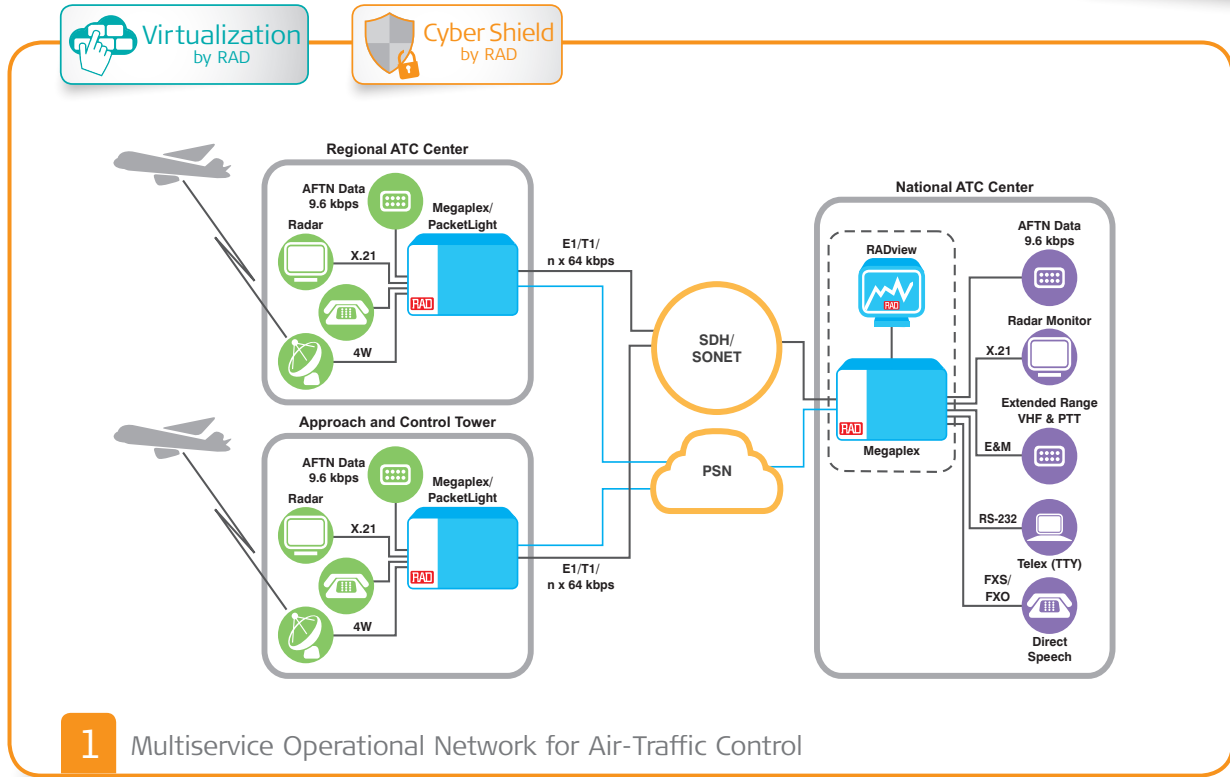 Virtualization
by RAD
Cyber Shield
by RAD
Regional ATC Center
AFTN Data
9.6 kbps
Megaplex/
PacketLight
Radar
X.21
RAD
4W
E1/T1/
n x 64 kbps
Approach and Control Tower
AFTN Data
9.6 kbps
Megaplex/
PacketLight
Radar
X.21
RAD
4W
E1/T1/
n x 64 kbps
SDH/
SONET
PSN
National ATC Center
RADview
RAD
RAD
Megaplex
AFTN Data
9.6 kbps
Radar Monitor
X.21
Extended Range
VHF & PTT
E&M
RS-232
Telex (TTY)
FXS/
FXO
Direct
Speech
1 Multiservice Operational Network for Air-Traffic Control